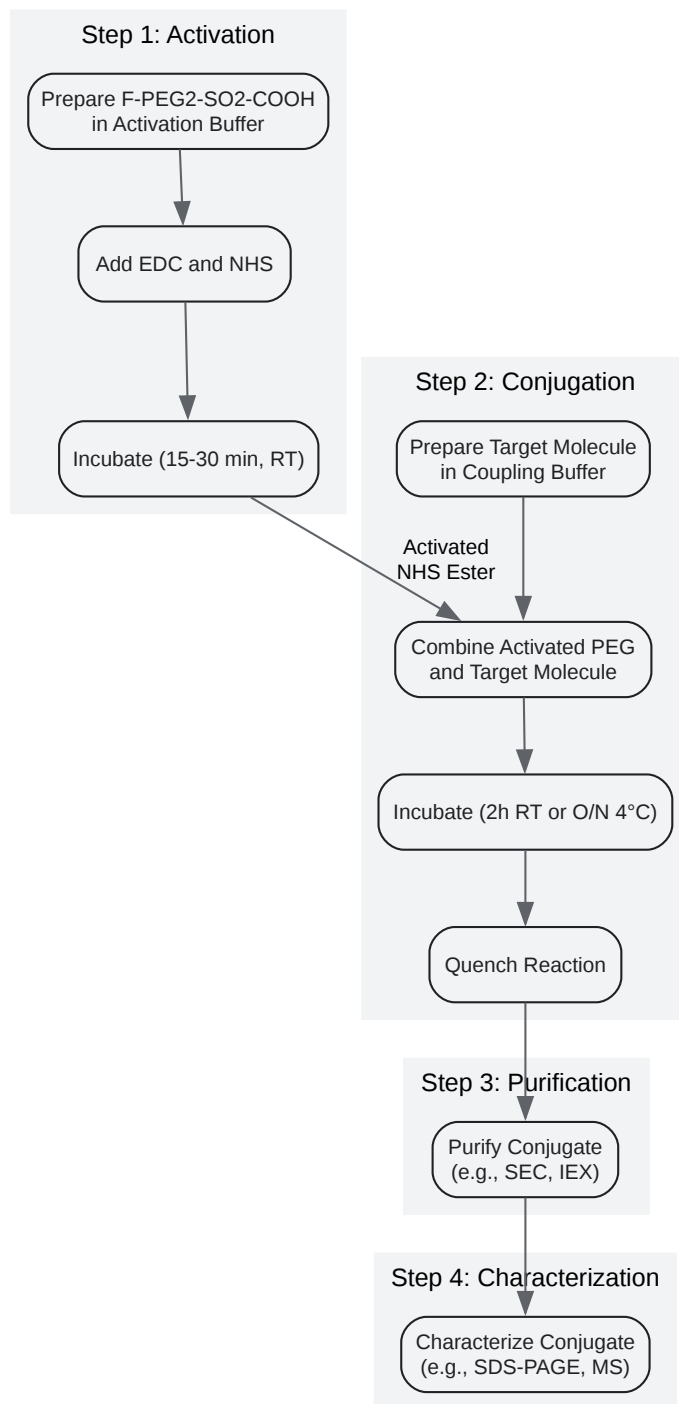 Step 1: Activation
Prepare F-PEG2-SO2-COOH
in Activation Buffer
Add EDC and NHS
Incubate (15-30 min, RT)
Step 2: Conjugation
Prepare Target Molecule
in Coupling Buffer
Activated
NHS Ester
Combine Activated PEG
and Target Molecule
Incubate (2h RT or O/N 4°C)
Quench Reaction
Step 3: Purification
Purify Conjugate
(e.g., SEC, IEX)
Step 4: Characterization
Characterize Conjugate
(e.g., SDS-PAGE, MS)